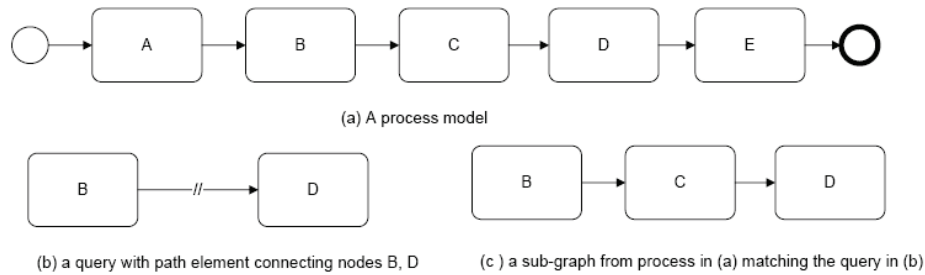 A
B
C
D
E
(a) A process model
B
//
D
B
C
D
(b) a query with path element connecting nodes B, D
(c ) a sub-graph from process in (a) matching the query in (b)